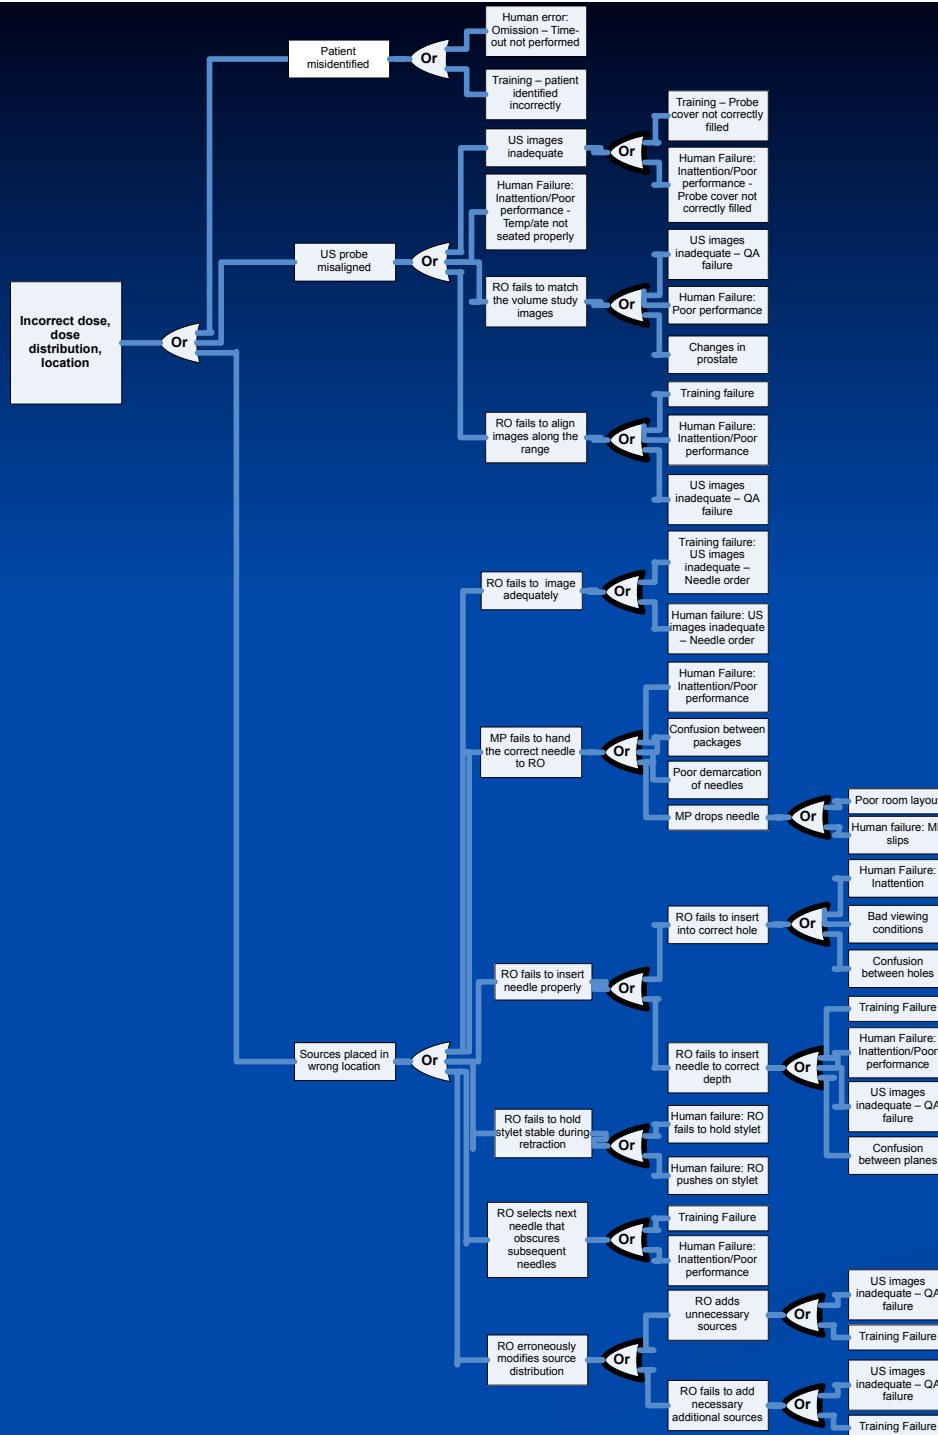 Human error:
Omission – Time-
out not performed
Patient
misidentified
Or
Training – patient
identified
incorrectly
Training – Probe
cover not correctly
filled
US images
inadequate
Or
Human Failure:
Inattention/Poor
performance -
Probe cover not
correctly filled
Human Failure:
Inattention/Poor
performance -
Temp/ate not
seated properly
US probe
misaligned
Or
US images
inadequate – QA
failure
RO fails to match
the volume study
images
Or
Human Failure:
Poor performance
Changes in
prostate
Incorrect dose,
dose
distribution,
location
Or
Training failure
RO fails to align
images along the
range
Or
Human Failure:
Inattention/Poor
performance
US images
inadequate – QA
failure
Training failure:
US images
inadequate –
Needle order
RO fails to  image
adequately
Or
Human failure: US
images inadequate
– Needle order
Human Failure:
Inattention/Poor
performance
MP fails to hand
the correct needle
to RO
Or
Confusion between
packages
Poor demarcation
of needles
MP drops needle
Or
Poor room layou
Human failure: M
slips
Human Failure:
Inattention
RO fails to insert
into correct hole
Or
Bad viewing
conditions
Confusion
between holes
RO fails to insert
needle properly
Or
Training Failure
Human Failure:
Inattention/Poor
performance
RO fails to insert
needle to correct
depth
Or
US images
inadequate – QA
failure
Confusion
between planes
Sources placed in
wrong location
Or
RO fails to hold
stylet stable during
retraction
Or
Human failure: RO
fails to hold stylet
Human failure: RO
pushes on stylet
RO selects next
needle that
obscures
subsequent
needles
Or
Training Failure
Human Failure:
Inattention/Poor
performance
RO adds
unnecessary
sources
Or
US images
inadequate – QA
failure
Training Failure
RO erroneously
modifies source
distribution
Or
RO fails to add
necessary
additional sources
Or
US images
inadequate – QA
failure
Training Failure